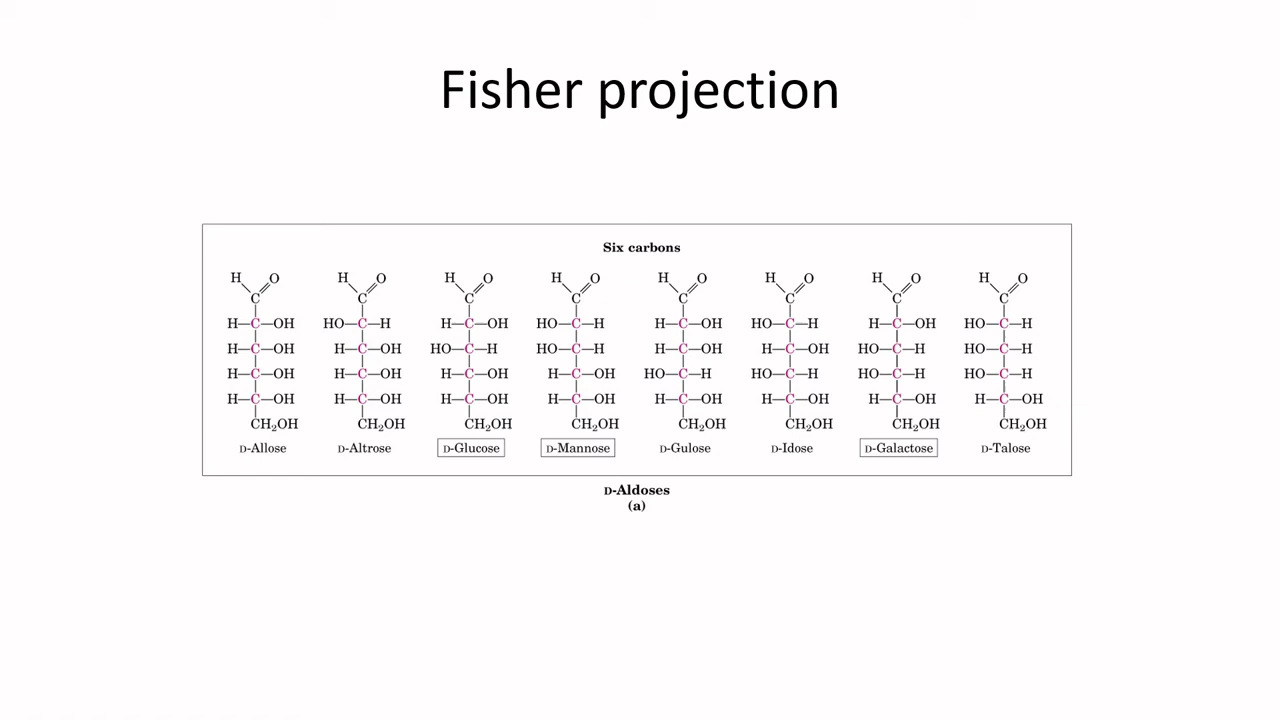 Fisher projection
Six carbons
H O H O H O H O H O H O H O H O
C C C C C C C C
H—C—OH HO—C—H H—C—OH HO—C—H H—C—OH HO—C—H H—C—OH HO—C—H
H—C—OH H—C—OH HO—C—H HO—C—H H—C—OH H—C—OH HO—C—H HO—C—H
H—C—OH H—C—OH H—C—OH H—C—OH HO—C—H HO—C—H HO—C—H HO—C—H
H—C—OH H—C—OH H—C—OH H—C—OH H—C—OH H—C—OH H—C—OH H—C—OH
CH₂OH CH₂OH CH₂OH CH₂OH CH₂OH CH₂OH CH₂OH CH₂OH
D-Allose D-Altrose D-Glucose D-Mannose D-Gulose D-Idose D-Galactose D-Talose
D-Aldoses
(a)